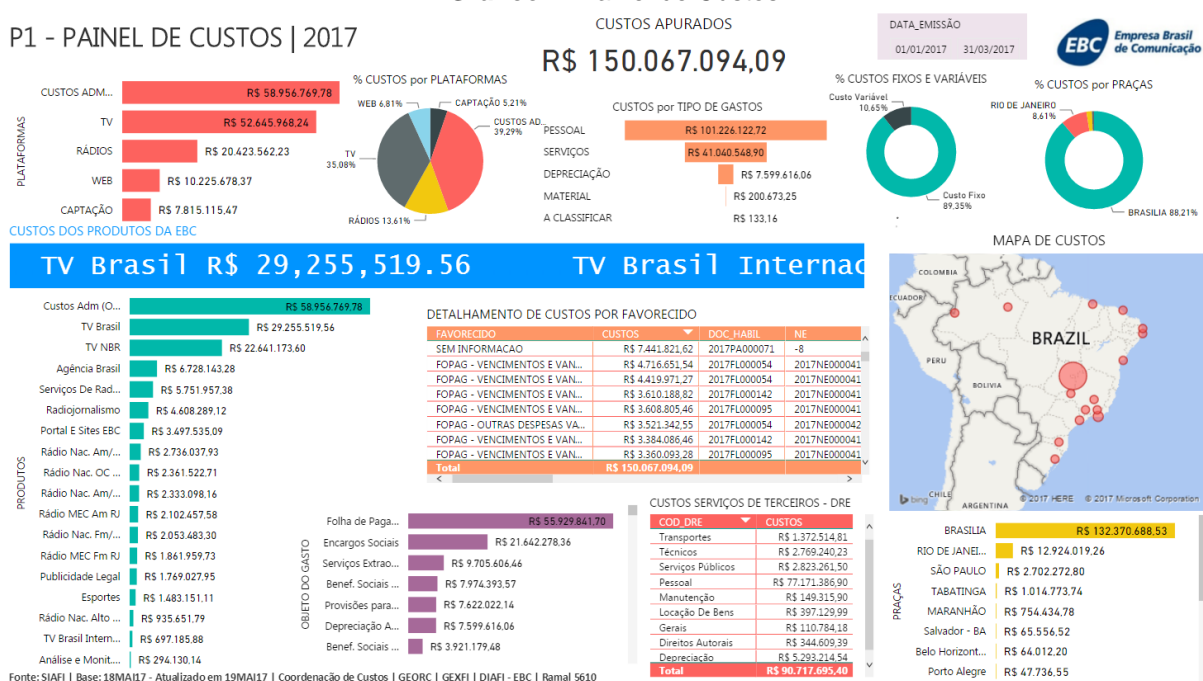 P1 - PAINEL DE CUSTOS | 2017
CUSTOS APURADOS
R$ 150.067.094,09
DATA_EMISSÃO
01/01/2017 31/03/2017
EBC Empresa Brasil
de Comunicação
PLATAFORMAS
CUSTOS ADM... R$ 58.956.769,78
TV R$ 52.645.968,24
RÁDIOS R$ 20.423.562,23
WEB R$ 10.225.678,37
CAPTAÇÃO R$ 7.815.115,47
% CUSTOS por PLATAFORMAS
WEB 6,81%
CAPTAÇÃO 5,21%
CUSTOS AD...
39,29%
TV
35,08%
RÁDIOS 13,61%
CUSTOS por TIPO DE GASTOS
PESSOAL R$ 101.226.122,72
SERVIÇOS R$ 41.040.548,90
DEPRECIAÇÃO R$ 7.599.616,06
MATERIAL R$ 200.673,25
A CLASSIFICAR R$ 133,16
% CUSTOS FIXOS E VARIÁVEIS
Custo Variável
10,65%
Custo Fixo
89,35%
% CUSTOS por PRAÇAS
RIO DE JANEIRO
8,61%
BRASILIA 88,21%
CUSTOS DOS PRODUTOS DA EBC
TV Brasil R$ 29,255,519.56 TV Brasil Internac
PRODUTOS
Custos Adm (O... R$ 58.956.769,78
TV Brasil R$ 29.255.519,56
TV NBR R$ 22.641.173,60
Agência Brasil R$ 6.728.143,28
Serviços De Rad... R$ 5.751.957,38
Radiojornalismo R$ 4.608.289,12
Portal E Sites EBC R$ 3.497.535,09
Rádio Nac. Am/... R$ 2.736.037,93
Rádio Nac. OC ... R$ 2.361.522,71
Rádio Nac. Am/... R$ 2.333.098,16
Rádio MEC Am RJ R$ 2.102.457,58
Rádio Nac. Fm/... R$ 2.053.483,30
Rádio MEC Fm RJ R$ 1.861.959,73
Publicidade Legal R$ 1.769.027,95
Esportes R$ 1.483.151,11
Rádio Nac. Alto ... R$ 935.651,79
TV Brasil Intern... R$ 697.185,88
Análise e Monit.... R$ 294.130,14
DETALHAMENTO DE CUSTOS POR FAVORECIDO
FAVORECIDO CUSTOS DOC_HABIL NE
SEM INFORMACAO R$ 7.441.821,62 2017PA000071 -8
FOPAG - VENCIMENTOS E VAN... R$ 4.716.651,54 2017FL000054 2017NE000041
FOPAG - VENCIMENTOS E VAN... R$ 4.419.971,27 2017FL000054 2017NE000041
FOPAG - VENCIMENTOS E VAN... R$ 3.610.188,82 2017FL000142 2017NE000041
FOPAG - VENCIMENTOS E VAN... R$ 3.608.805,46 2017FL000095 2017NE000041
FOPAG - OUTRAS DESPESAS VA... R$ 3.521.342,55 2017FL000054 2017NE000042
FOPAG - VENCIMENTOS E VAN... R$ 3.384.086,46 2017FL000142 2017NE000041
FOPAG - VENCIMENTOS E VAN... R$ 3.360.093,28 2017FL000095 2017NE000041
Total R$ 150.067.094,09
OBJETO DO GASTO
Folha de Paga... R$ 55.929.841,70
Encargos Sociais R$ 21.642.278,36
Serviços Extrao... R$ 9.705.606,46
Benef. Sociais ... R$ 7.974.393,57
Provisões para... R$ 7.622.022,14
Depreciação A... R$ 7.599.616,06
Benef. Sociais ... R$ 3.921.179,48
CUSTOS SERVIÇOS DE TERCEIROS - DRE
COD_DRE CUSTOS
Transportes R$ 1.372.514,81
Técnicos R$ 2.769.240,23
Serviços Públicos R$ 2.823.261,50
Pessoal R$ 77.171.386,90
Manutenção R$ 149.315,90
Locação De Bens R$ 397.129,99
Gerais R$ 110.784,18
Direitos Autorais R$ 344.609,39
Depreciação R$ 5.293.214,54
Total R$ 90.717.695,40
MAPA DE CUSTOS
COLOMBIA
ECUADOR
BRAZIL
PERU
BOLIVIA
CHILE
ARGENTINA
bing
© 2017 HERE © 2017 Microsoft Corporation
PRAÇAS
BRASILIA R$ 132.370.688,53
RIO DE JANEI... R$ 12.924.019,26
SÃO PAULO R$ 2.702.272,80
TABATINGA R$ 1.014.773,74
MARANHÃO R$ 754.434,78
Salvador - BA R$ 65.556,52
Belo Horizont... R$ 64.012,20
Porto Alegre R$ 47.736,55
Fonte: SIAFI | Base: 18MAI17 - Atualizado em 19MAI17 | Coordenação de Custos | GEORC | GEXFI | DIAFI - EBC | Ramal 5610